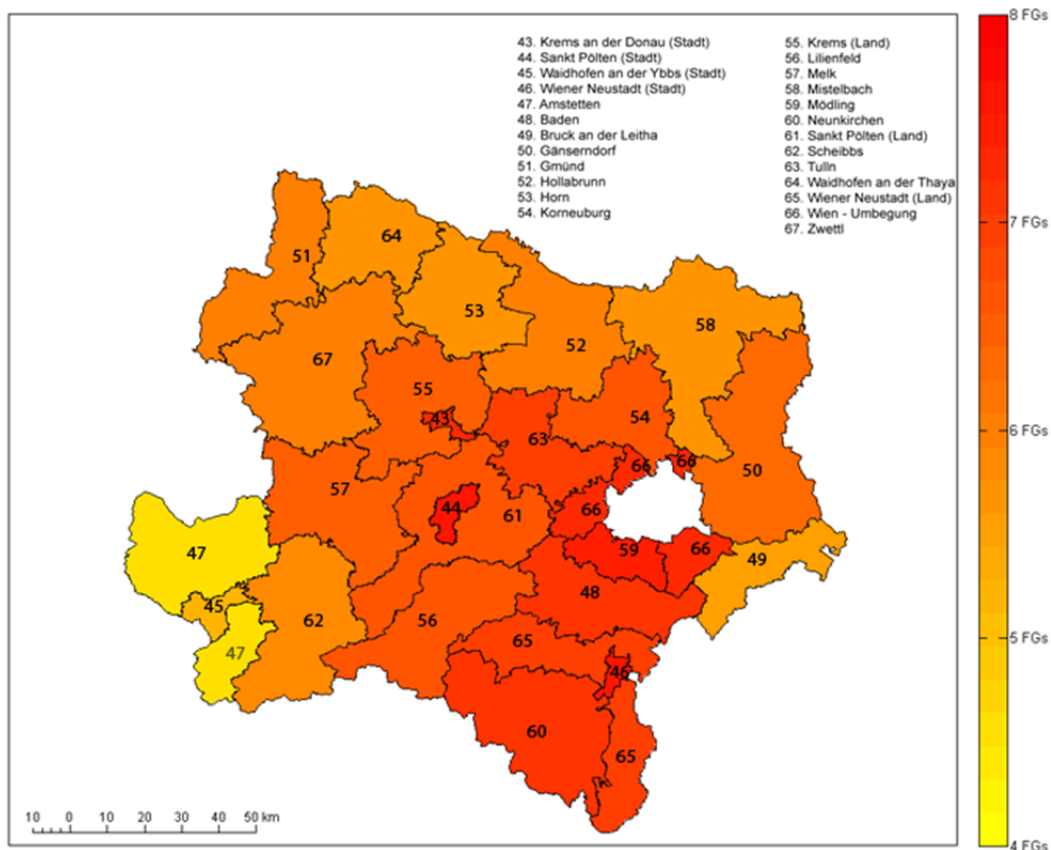 43. Krems an der Donau (Stadt)
44. Sankt Pölten (Stadt)
45. Waidhofen an der Ybbs (Stadt)
46. Wiener Neustadt (Stadt)
47. Amstetten
48. Baden
49. Bruck an der Leitha
50. Gänserndorf
51. Gmünd
52. Hollabrunn
53. Horn
54. Korneuburg
55. Krems (Land)
56. Lilienfeld
57. Melk
58. Mistelbach
59. Mödling
60. Neunkirchen
61. Sankt Pölten (Land)
62. Scheibbs
63. Tulln
64. Waidhofen an der Thaya
65. Wiener Neustadt (Land)
66. Wien - Umbegung
67. Zwettl
8 FGs
7 FGs
6 FGs
5 FGs
4 FGs
64
51
53
58
52
67
55
43
54
63
66
66
50
57
44
61
66
47
59
66
49
45
48
62
56
65
47
46
60
65
10 0 10 20 30 40 50 km